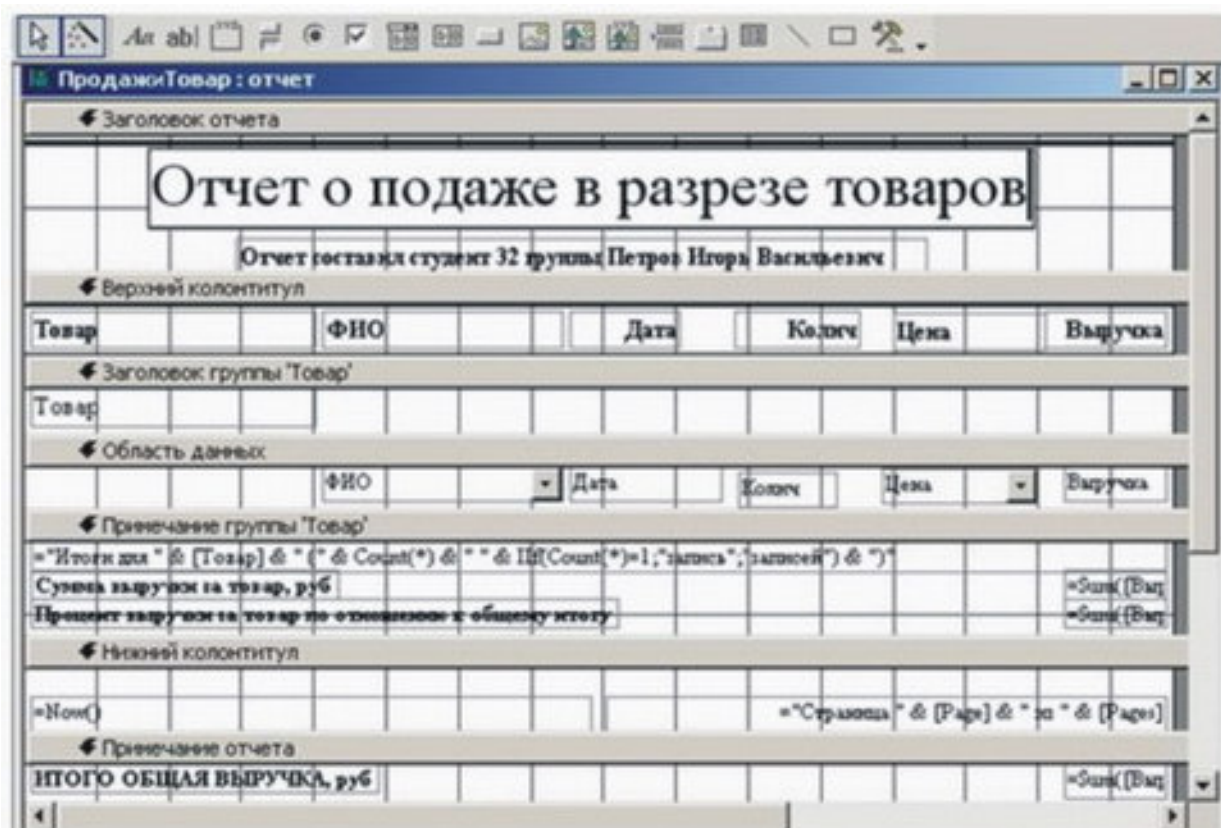 Aa ab|
ПродажиТовар : отчет
Заголовок отчета
Отчет о подаже в разрезе товаров
Отчет составил студент 32 группы Петров Игорь Васильевич
Верхний колонтитул
Товар ФИО Дата Колич Цена Выручка
Заголовок группы 'Товар'
Товар
Область данных
ФИО Дата Колич Цена Выручка
Примечание группы 'Товар'
="Итоги для " & [Товар] & " (" & Count(*) & " " & IIf(Count(*)=1;"запись";"записей") & ")"
Сумма выручки за товар, руб =Sum([Выр
Процент выручки за товар по отношению к общему итогу =Sum([Выр
Нижний колонтитул
=Now() ="Страница " & [Page] & " из " & [Pages]
Примечание отчета
ИТОГО ОБЩАЯ ВЫРУЧКА, руб =Sum([Выр